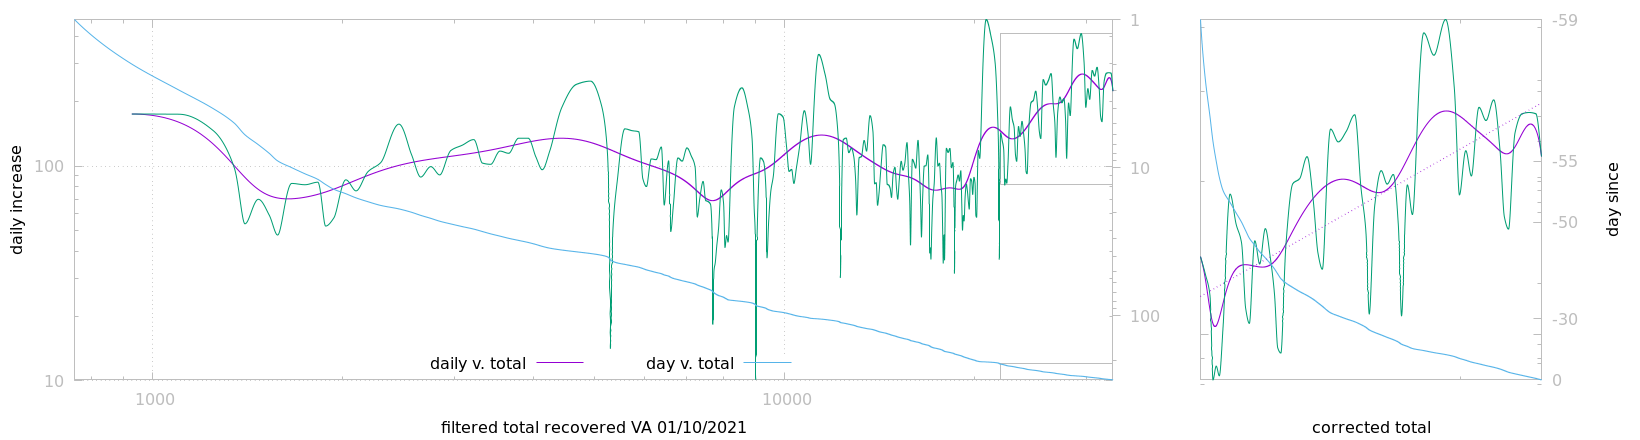 1
-59
daily increase
100
10
-55
day since
-50
100
-30
daily v. total
day v. total
10
0
1000
10000
filtered total recovered VA 01/10/2021
corrected total